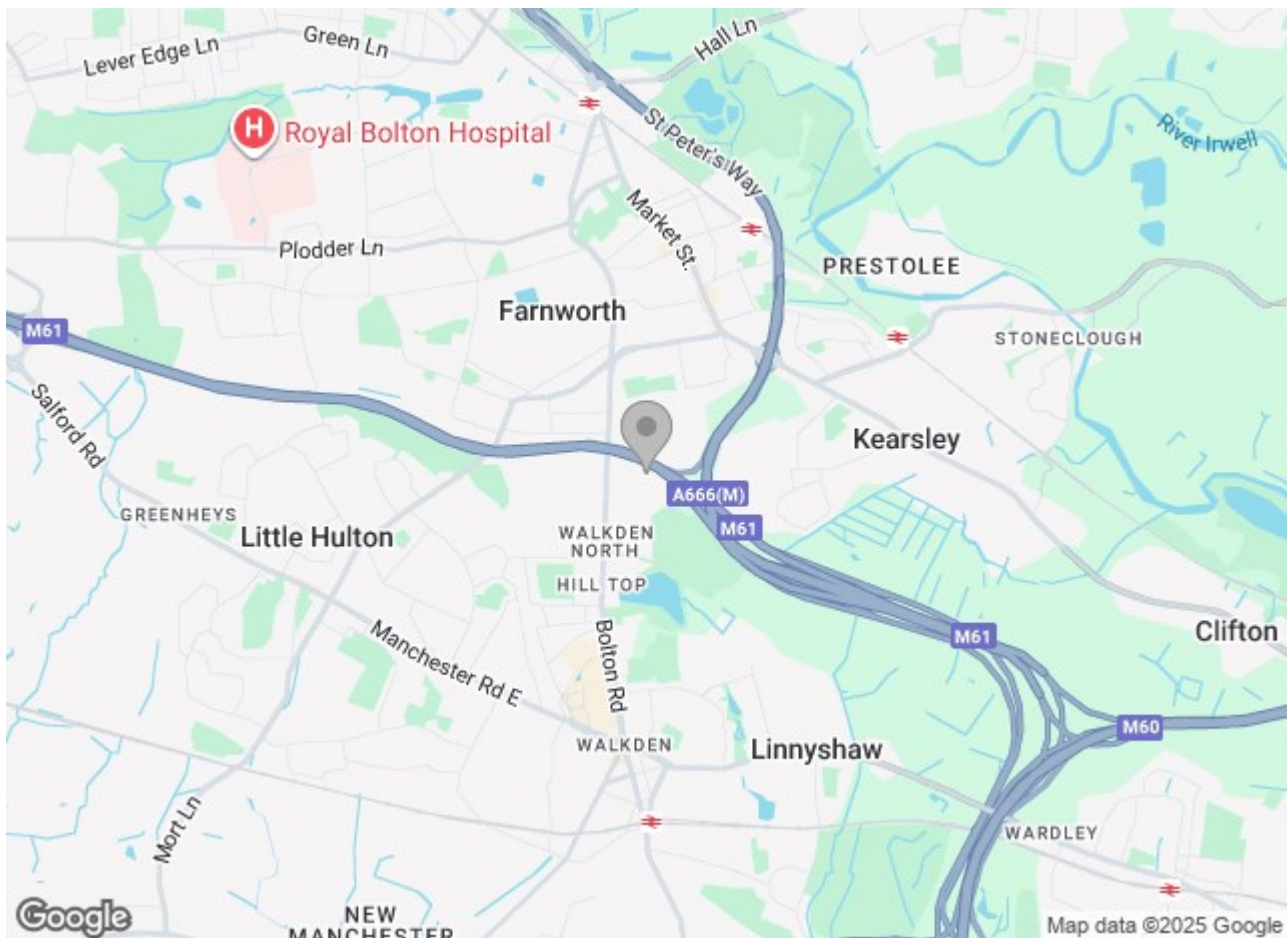 Lever Edge Ln
Green Ln
Hall Ln
H
Royal Bolton Hospital
St Peter's Way
River Irwell
Market St.
Plodder Ln
PRESTOLEE
Farnworth
M61
STONECLOUGH
Salford Rd
Kearsley
A666(M)
M61
GREENHEYS
Little Hulton
WALKDEN
NORTH
HILL TOP
Bolton Rd
Manchester Rd E
M61
Clifton
M60
WALKDEN
Linnyshaw
Mort Ln
WARDLEY
NEW
MANCHESTER
Google
Map data ©2025 Google